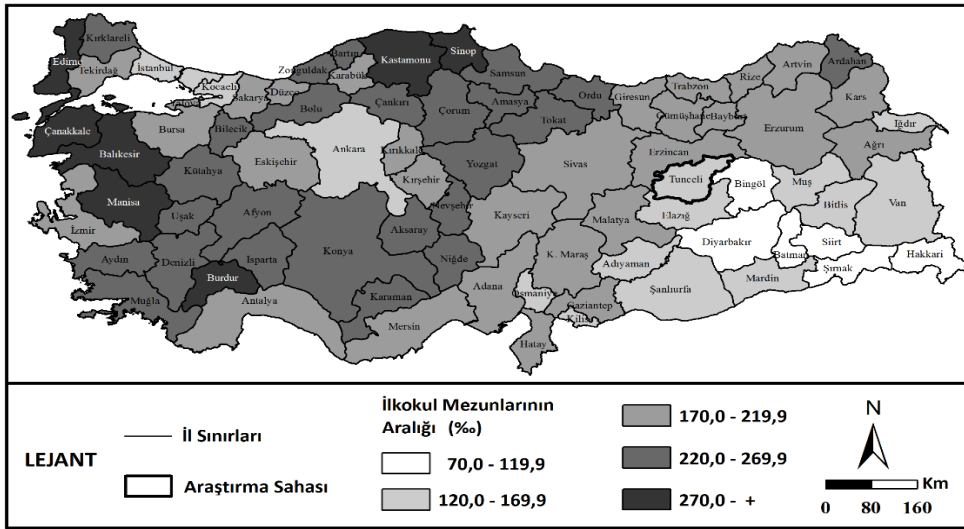 Kırklareli
Edirne
Tekirdağ
İstanbul
Kocaeli
Yalova
Sakarya
Düzce
Zonguldak
Bartın
Karabük
Kastamonu
Sinop
Samsun
Ordu
Giresun
Trabzon
Rize
Artvin
Ardahan
Kars
Iğdır
Ağrı
Erzurum
Bayburt
Gümüşhane
Erzincan
Tokat
Amasya
Çorum
Çankırı
Bolu
Bilecik
Bursa
Çanakkale
Balıkesir
Kütahya
Eskişehir
Ankara
Kırıkkale
Kırşehir
Yozgat
Sivas
Tunceli
Bingöl
Muş
Bitlis
Van
Hakkari
Şırnak
Siirt
Batman
Diyarbakır
Elazığ
Malatya
Adıyaman
Mardin
Şanlıurfa
K. Maraş
Kayseri
Nevşehir
Aksaray
Niğde
Konya
Afyon
Uşak
Manisa
İzmir
Aydın
Denizli
Isparta
Burdur
Muğla
Antalya
Karaman
Mersin
Adana
Osmaniye
Gaziantep
Kilis
Hatay
LEJANT
İl Sınırları
Araştırma Sahası
İlkokul Mezunlarının
Aralığı (‰)
70,0 - 119,9
120,0 - 169,9
170,0 - 219,9
220,0 - 269,9
270,0 - +
N
Km
0 80 160